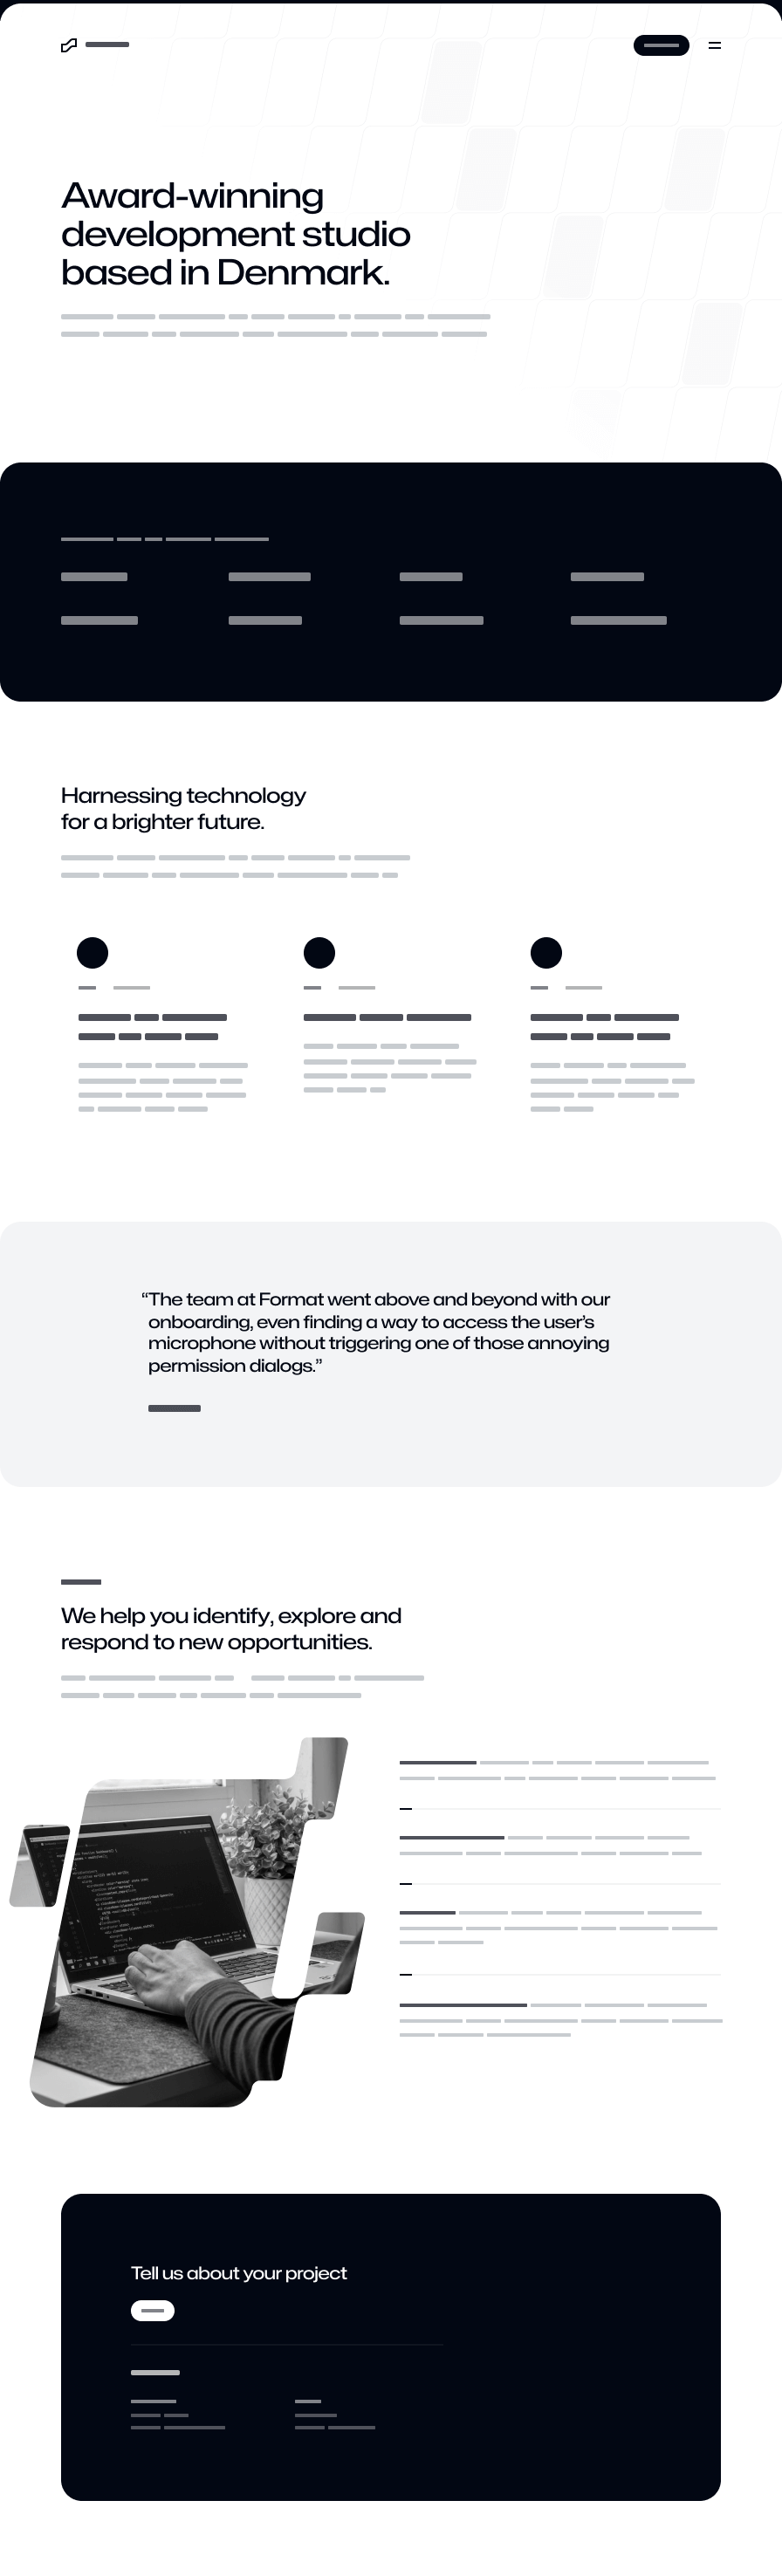 Award-winning
development studio
based in Denmark.
Harnessing technology
for a brighter future.
“The team at Format went above and beyond with our
onboarding, even finding a way to access the user’s
microphone without triggering one of those annoying
permission dialogs.”
We help you identify, explore and
respond to new opportunities.
Tell us about your project